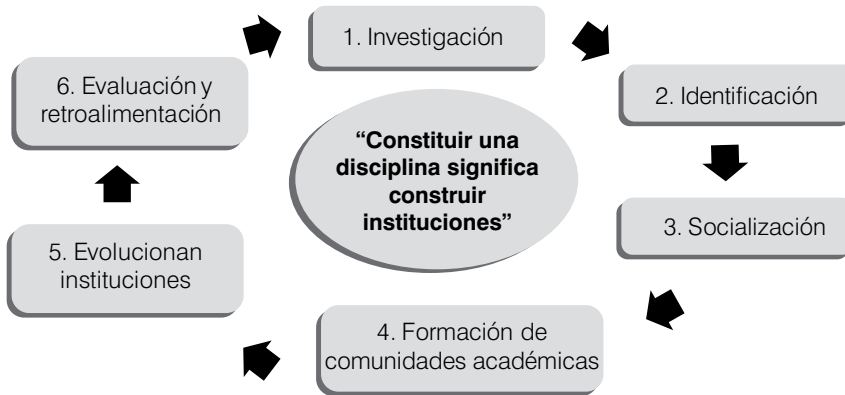 1. Investigación
2. Identificación
3. Socialización
4. Formación de
comunidades académicas
5. Evolucionan
instituciones
6. Evaluación y
retroalimentación
“Constituir una
disciplina significa
construir
instituciones”